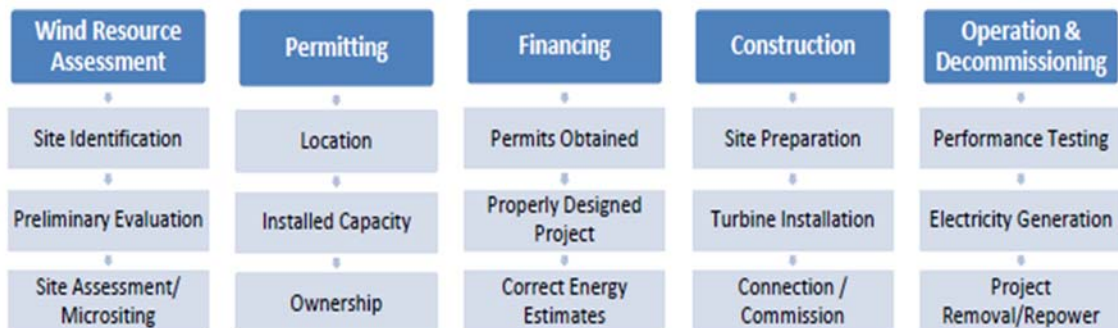 Wind Resource
Assessment
Permitting
Financing
Construction
Operation &
Decommissioning
Site Identification
Location
Permits Obtained
Site Preparation
Performance Testing
Preliminary Evaluation
Installed Capacity
Properly Designed
Project
Turbine Installation
Electricity Generation
Site Assessment/
Micrositing
Ownership
Correct Energy
Estimates
Connection /
Commission
Project
Removal/Repower